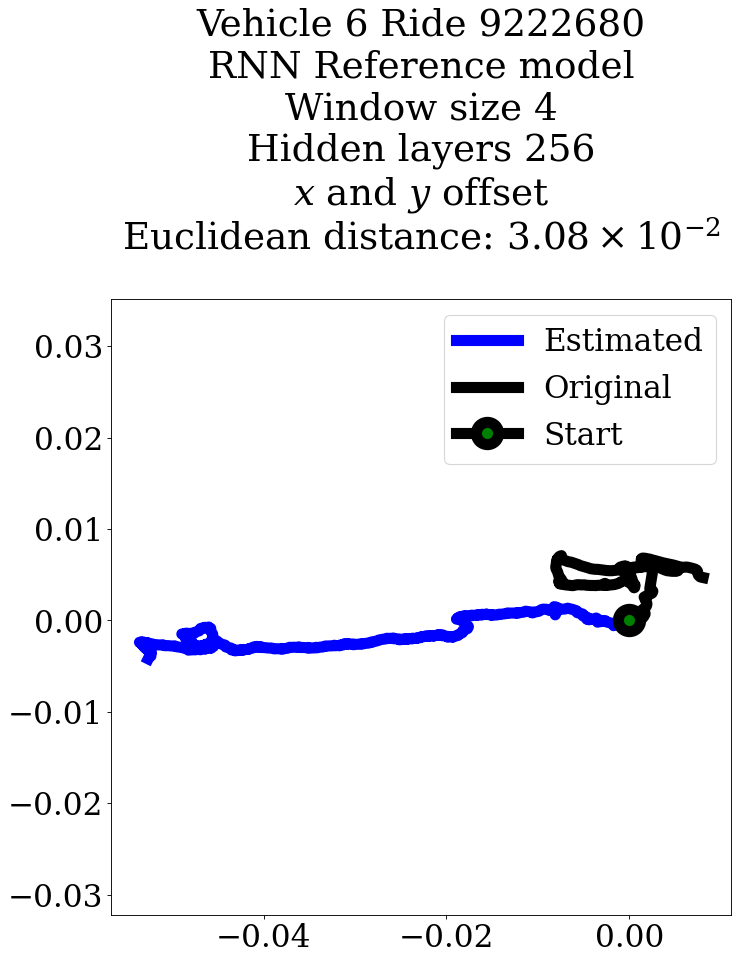 Vehicle 6 Ride 9222680
RNN Reference model
Window size 4
Hidden layers 256
x and y offset
Euclidean distance: 3.08 × 10⁻²
Estimated
Original
Start
0.03
0.02
0.01
0.00
−0.01
−0.02
−0.03
−0.04
−0.02
0.00